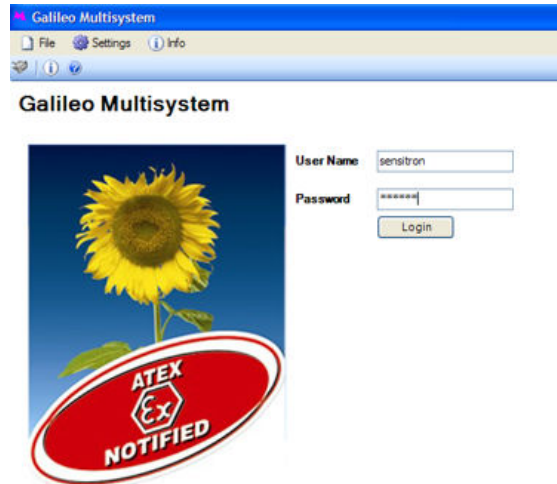 Galileo Multisystem
File Settings Info
Galileo Multisystem
User Name sensitron
Password ******
Login
ATEX
Ex
NOTIFIED